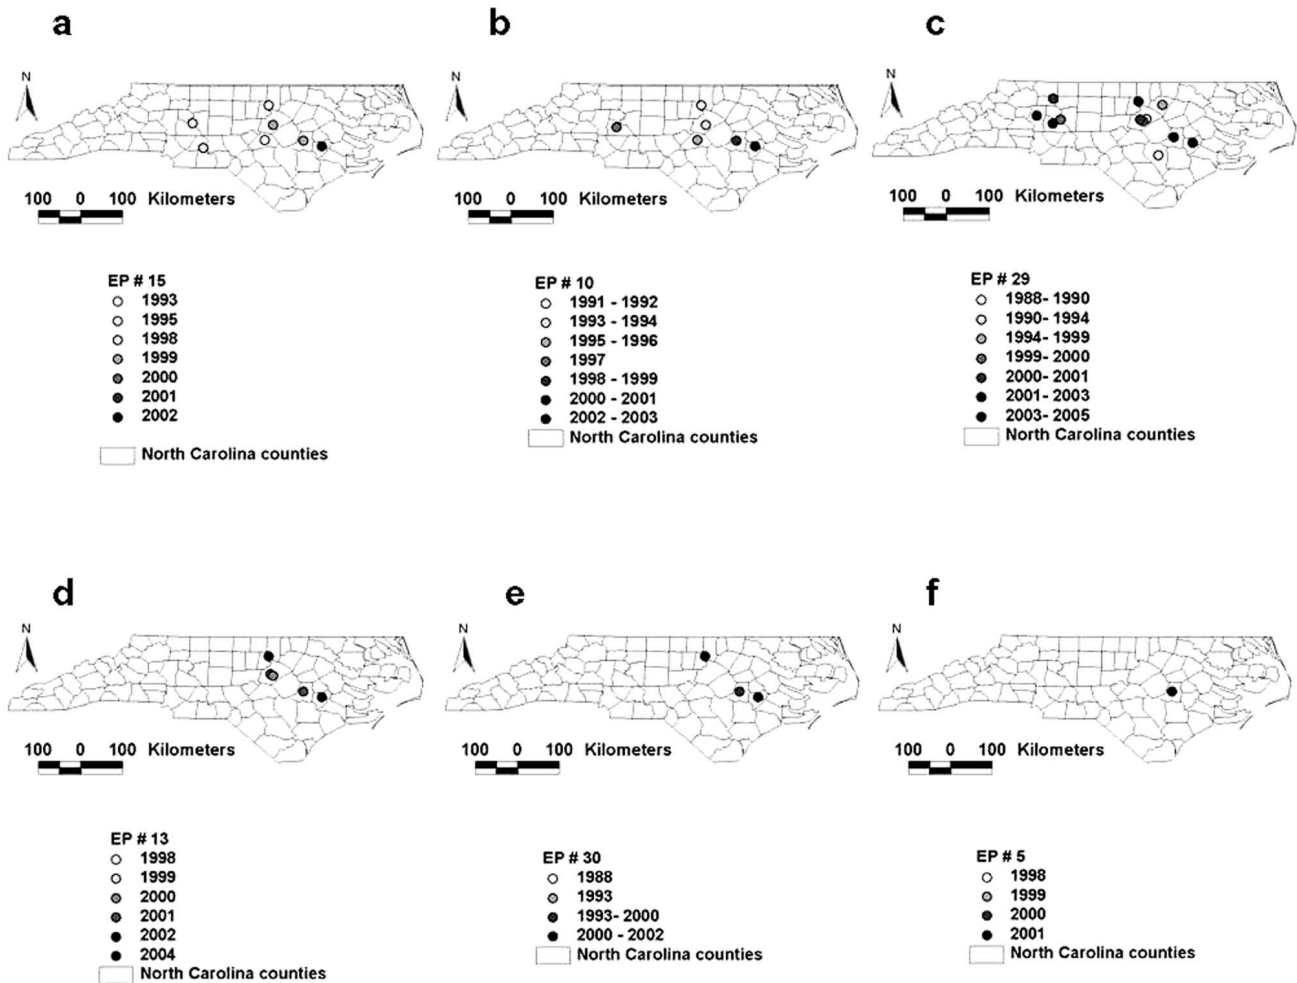 a
N
100 0 100 Kilometers
EP # 15
1993
1995
1998
1999
2000
2001
2002
North Carolina counties
b
N
100 0 100 Kilometers
EP # 10
1991 - 1992
1993 - 1994
1995 - 1996
1997
1998 - 1999
2000 - 2001
2002 - 2003
North Carolina counties
c
N
100 0 100 Kilometers
EP # 29
1988- 1990
1990- 1994
1994- 1999
1999- 2000
2000- 2001
2001- 2003
2003- 2005
North Carolina counties
d
N
100 0 100 Kilometers
EP # 13
1998
1999
2000
2001
2002
2004
North Carolina counties
e
N
100 0 100 Kilometers
EP # 30
1988
1993
1993- 2000
2000 - 2002
North Carolina counties
f
N
100 0 100 Kilometers
EP # 5
1998
1999
2000
2001
North Carolina counties